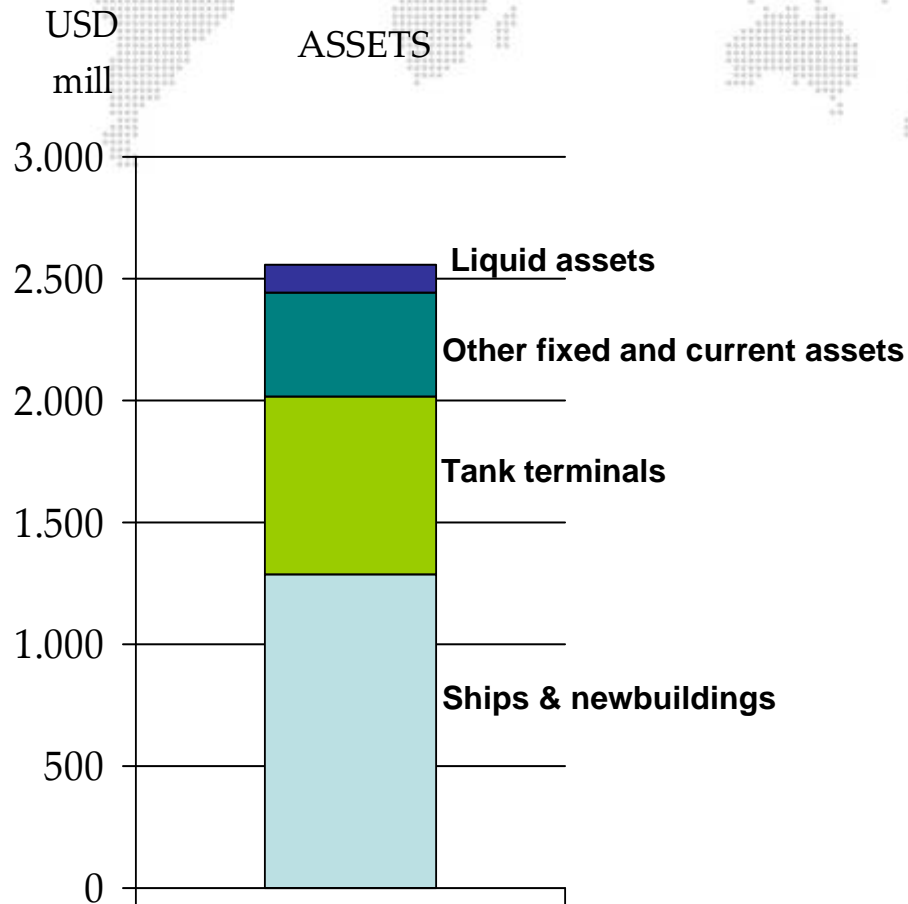 USD
mill
ASSETS
3.000
2.500
2.000
1.500
1.000
500
0
Liquid assets
Other fixed and current assets
Tank terminals
Ships & newbuildings